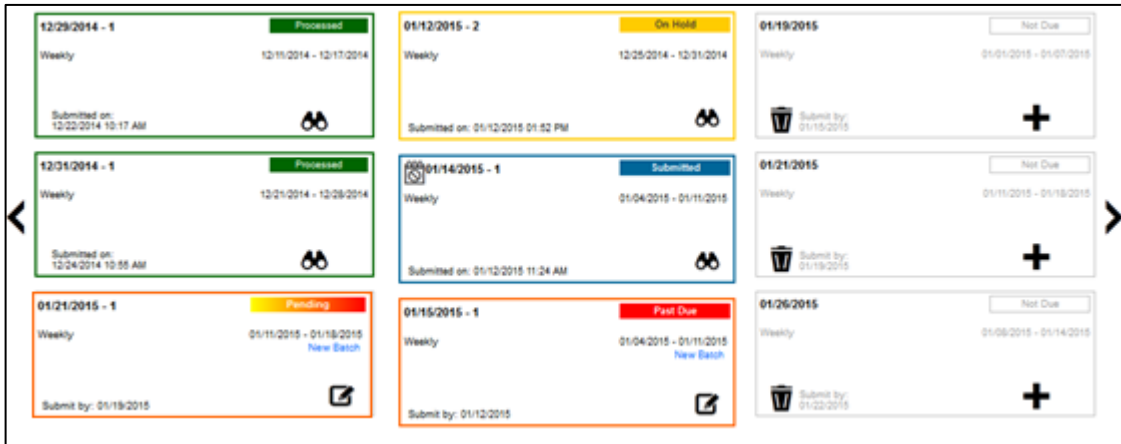 12/29/2014 - 1 Processed
Weekly 12/11/2014 - 12/17/2014
Submitted on:
12/22/2014 10:17 AM
01/12/2015 - 2 On Hold
Weekly 12/25/2014 - 12/31/2014
Submitted on: 01/12/2015 01:52 PM
01/19/2015 Not Due
Weekly 01/01/2015 - 01/07/2015
Submit by:
01/15/2015
12/31/2014 - 1 Processed
Weekly 12/21/2014 - 12/28/2014
Submitted on:
12/24/2014 10:55 AM
01/14/2015 - 1 Submitted
Weekly 01/04/2015 - 01/11/2015
Submitted on: 01/12/2015 11:24 AM
01/21/2015 Not Due
Weekly 01/11/2015 - 01/18/2015
Submit by:
01/19/2015
01/21/2015 - 1 Pending
Weekly 01/11/2015 - 01/18/2015
New Batch
Submit by: 01/19/2015
01/15/2015 - 1 Past Due
Weekly 01/04/2015 - 01/11/2015
New Batch
Submit by: 01/12/2015
01/26/2015 Not Due
Weekly 01/08/2015 - 01/14/2015
Submit by:
01/22/2015